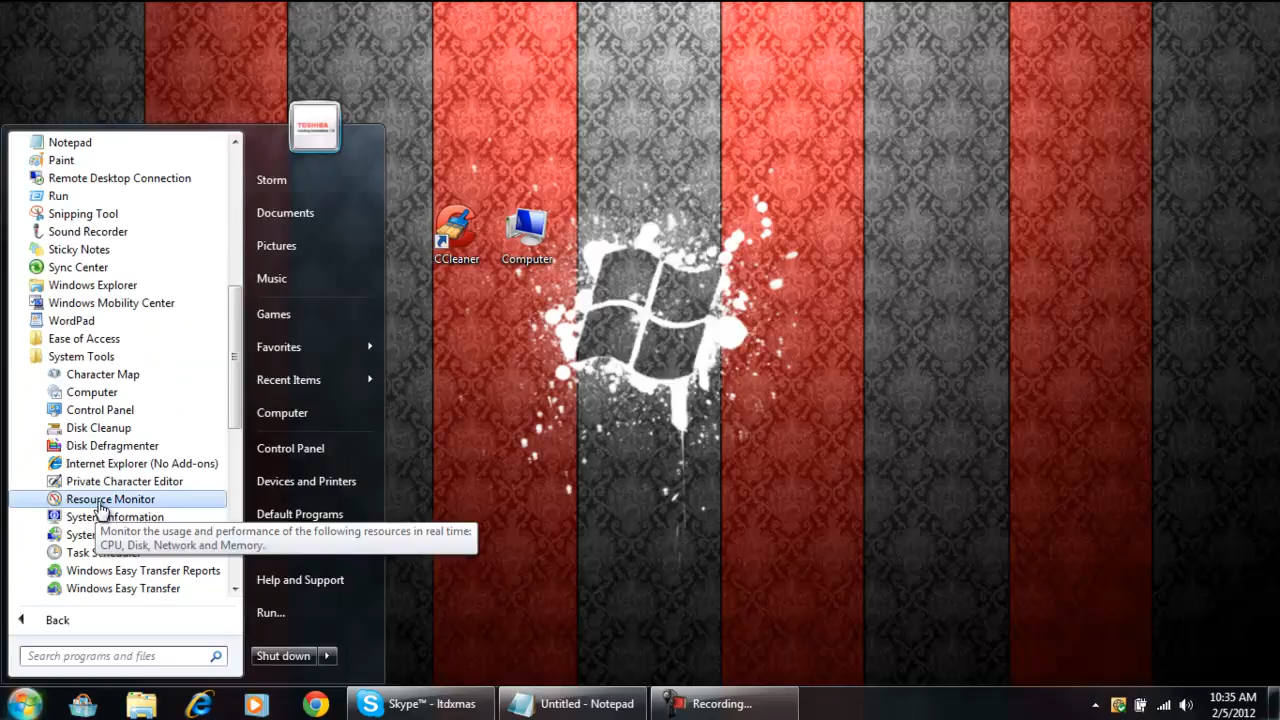 TOSHIBA
Notepad
Paint
Remote Desktop Connection
Run
Snipping Tool
Sound Recorder
Sticky Notes
Sync Center
Windows Explorer
Windows Mobility Center
WordPad
Ease of Access
System Tools
Character Map
Computer
Control Panel
Disk Cleanup
Disk Defragmenter
Internet Explorer (No Add-ons)
Private Character Editor
Resource Monitor
System Information
Monitor the usage and performance of the following resources in real time:
CPU, Disk, Network and Memory.
Task Scheduler
Windows Easy Transfer Reports
Windows Easy Transfer
Back
Search programs and files
Storm
Documents
Pictures
Music
Games
Favorites
Recent Items
Computer
Control Panel
Devices and Printers
Default Programs
Help and Support
Run...
Shut down
CCleaner
Computer
Skype™ - ltdxmas
Untitled - Notepad
Recording...
10:35 AM
2/5/2012